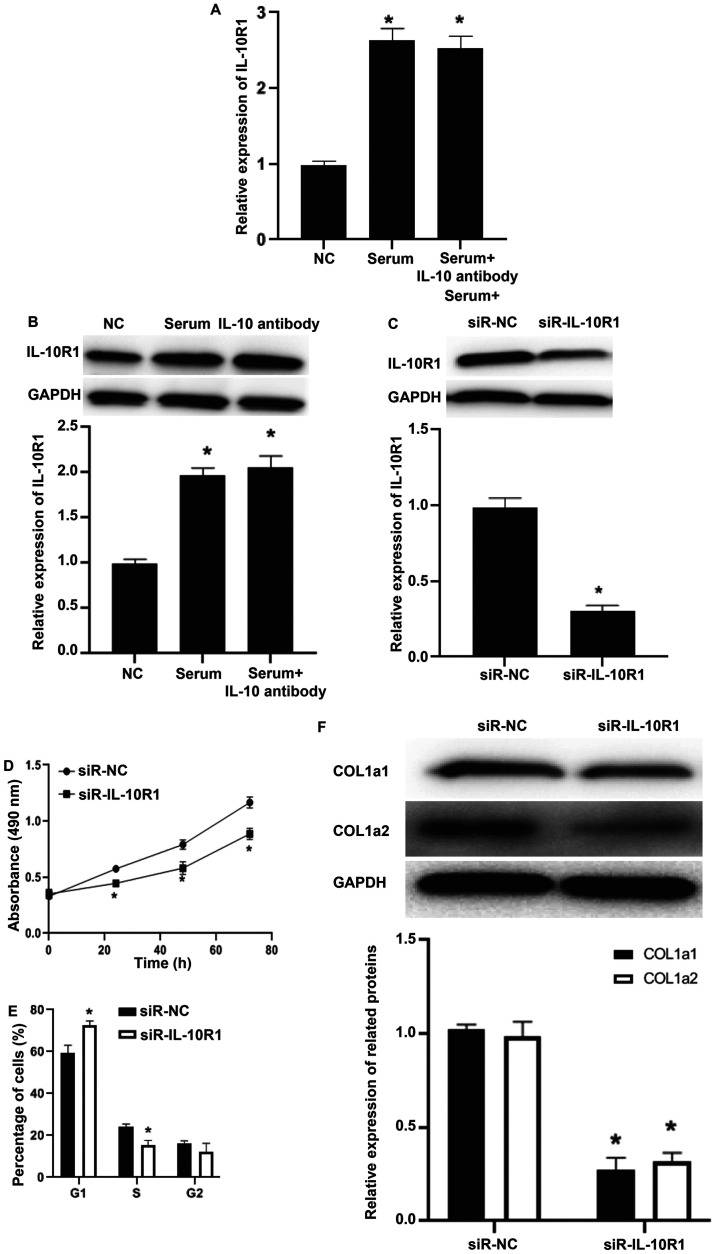 A
Relative expression of IL-10R1
3
2
1
0
*
*
NC
Serum
Serum+
IL-10 antibody
Serum+
B
NC
Serum
IL-10 antibody
IL-10R1
GAPDH
Relative expression of IL-10R1
2.5
2.0
1.5
1.0
0.5
0.0
*
*
NC
Serum
Serum+
IL-10 antibody
C
siR-NC
siR-IL-10R1
IL-10R1
GAPDH
Relative expression of IL-10R1
1.5
1.0
0.5
0.0
*
siR-NC
siR-IL-10R1
D
siR-NC
siR-IL-10R1
Absorbance (490 nm)
1.5
1.0
0.5
0.0
*
*
*
0
20
40
60
80
Time (h)
E
siR-NC
siR-IL-10R1
Percentage of cells (%)
80
60
40
20
0
*
*
G1
S
G2
F
siR-NC
siR-IL-10R1
COL1a1
COL1a2
GAPDH
Relative expression of related proteins
1.5
1.0
0.5
0.0
COL1a1
COL1a2
*
*
siR-NC
siR-IL-10R1